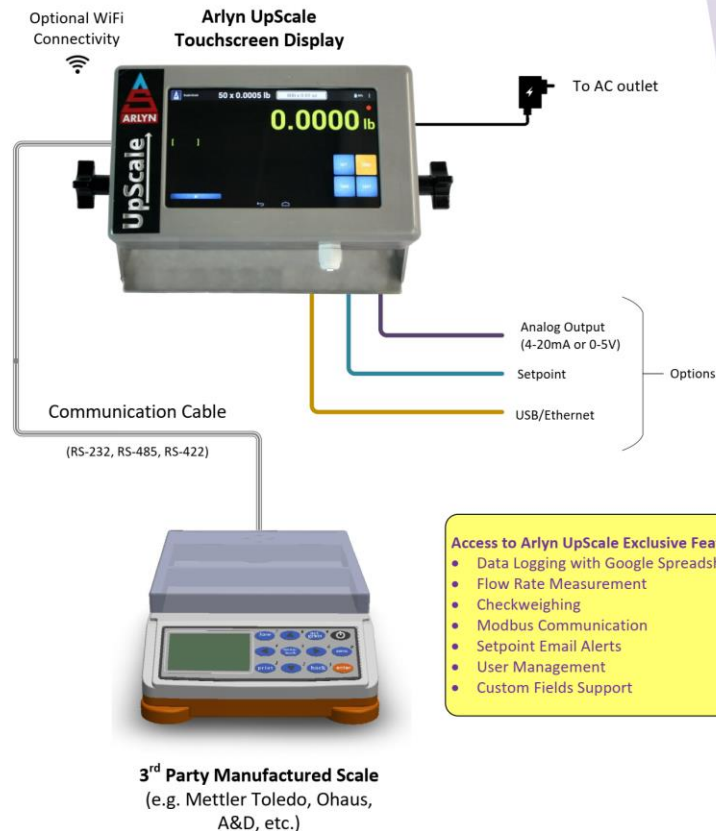 Optional WiFi
Connectivity
Arlyn UpScale
Touchscreen Display
To AC outlet
ARLYN
UpScale
50 x 0.0005 lb
0.0000 lb
[ ]
Analog Output
(4-20mA or 0-5V)
Setpoint
USB/Ethernet
Options
Communication Cable
(RS-232, RS-485, RS-422)
print
back
enter
Access to Arlyn UpScale Exclusive Fea
• Data Logging with Google Spreadsh
• Flow Rate Measurement
• Checkweighing
• Modbus Communication
• Setpoint Email Alerts
• User Management
• Custom Fields Support
3rd Party Manufactured Scale
(e.g. Mettler Toledo, Ohaus,
A&D, etc.)